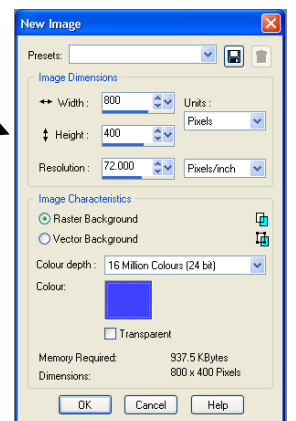 New Image
Presets:
Image Dimensions
Width : 800 Units :
Pixels
Height : 400
Resolution : 72.000 Pixels/inch
Image Characteristics
Raster Background
Vector Background
Colour depth : 16 Million Colours (24 bit)
Colour:
Transparent
Memory Required: 937.5 KBytes
Dimensions: 800 x 400 Pixels
OK Cancel Help